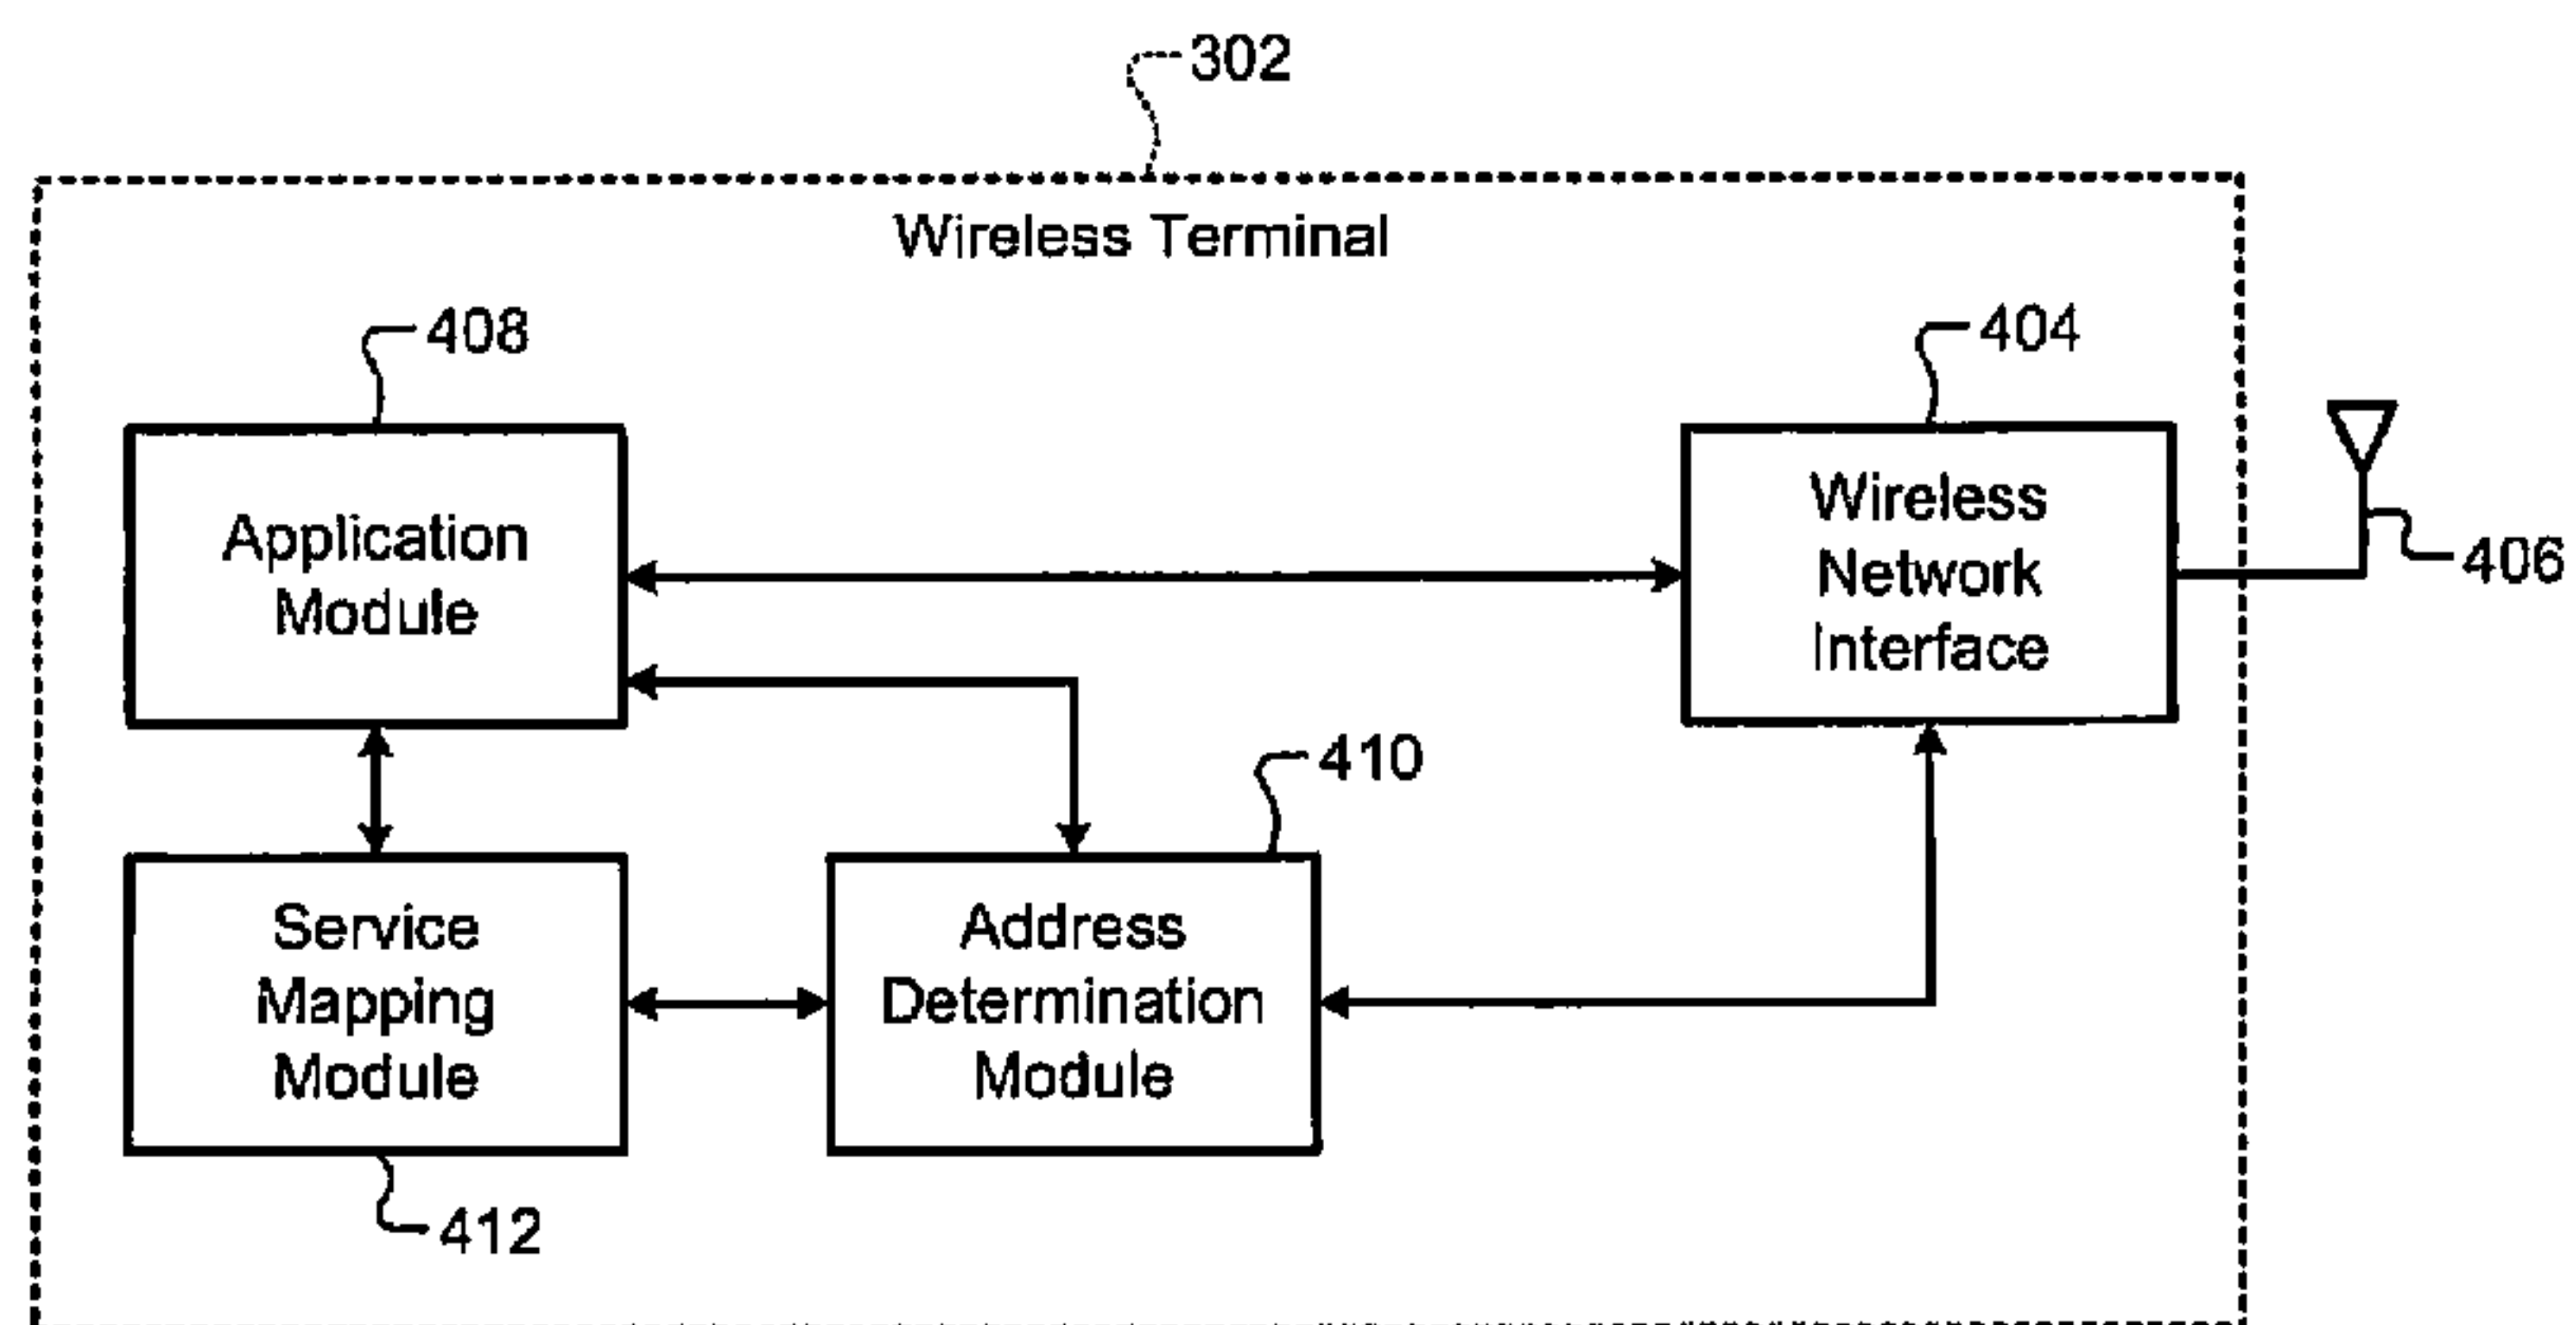 302
Wireless Terminal
408
404
Application
Module
Wireless
Network
Interface
406
410
Service
Mapping
Module
Address
Determination
Module
412